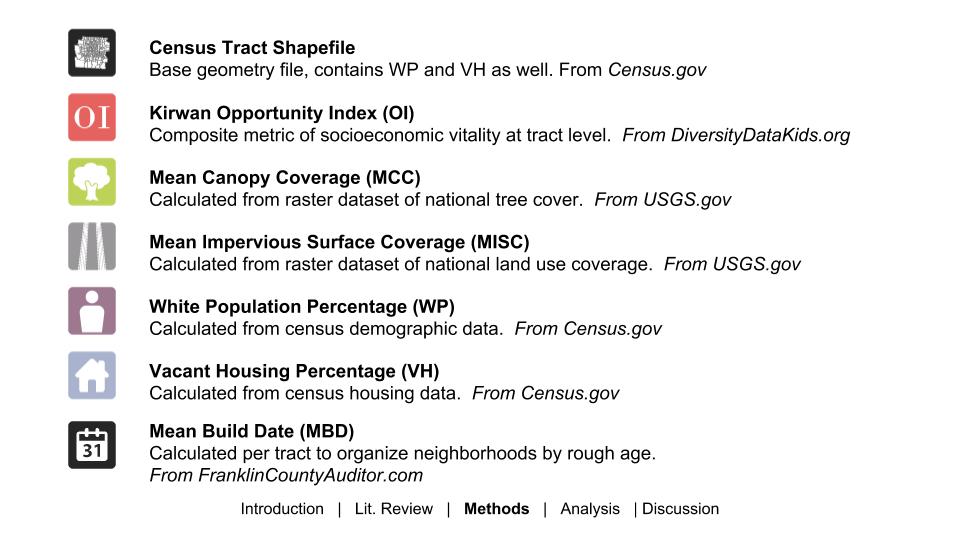 Census Tract Shapefile
Base geometry file, contains WP and VH as well. From Census.gov
OI
Kirwan Opportunity Index (OI)
Composite metric of socioeconomic vitality at tract level.  From DiversityDataKids.org
Mean Canopy Coverage (MCC)
Calculated from raster dataset of national tree cover.  From USGS.gov
Mean Impervious Surface Coverage (MISC)
Calculated from raster dataset of national land use coverage.  From USGS.gov
White Population Percentage (WP)
Calculated from census demographic data.  From Census.gov
Vacant Housing Percentage (VH)
Calculated from census housing data.  From Census.gov
31
Mean Build Date (MBD)
Calculated per tract to organize neighborhoods by rough age.
From FranklinCountyAuditor.com
Introduction | Lit. Review | Methods | Analysis | Discussion